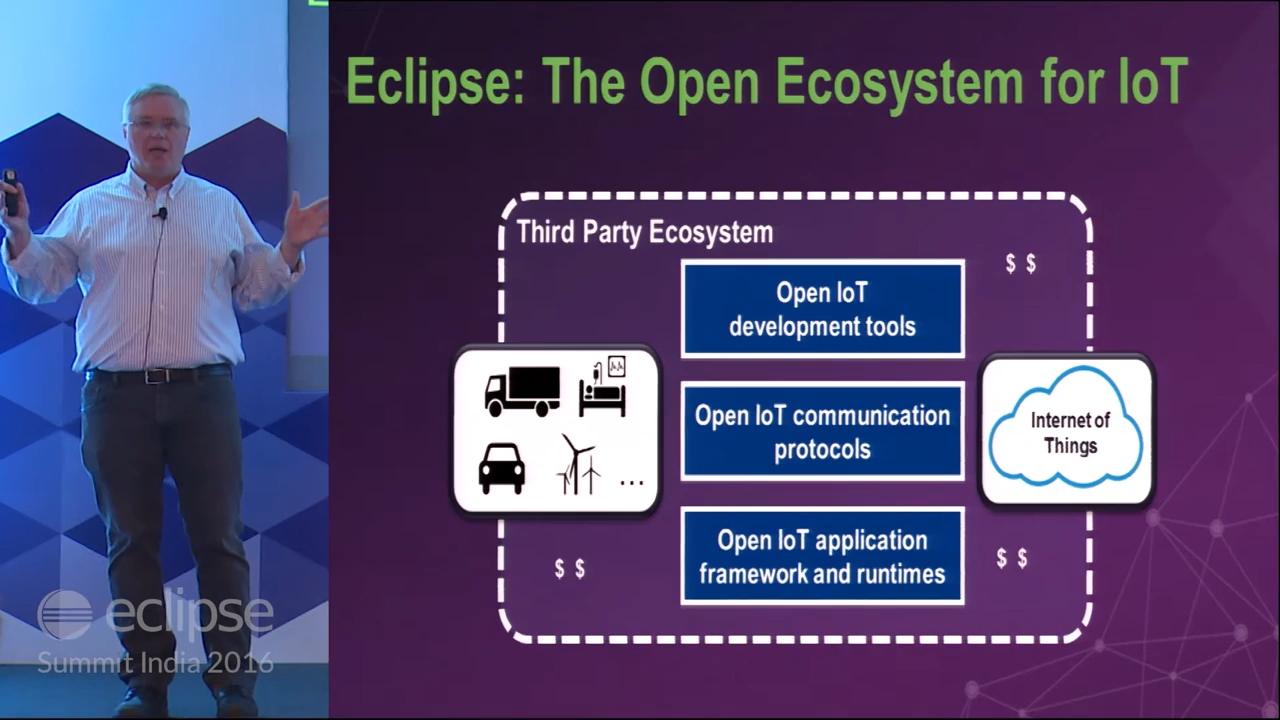 Eclipse: The Open Ecosystem for IoT
Third Party Ecosystem
$ $
Open IoT
development tools
Open IoT communication
protocols
Internet of
Things
...
Open IoT application
framework and runtimes
$ $
$ $
eclipse
Summit India 2016